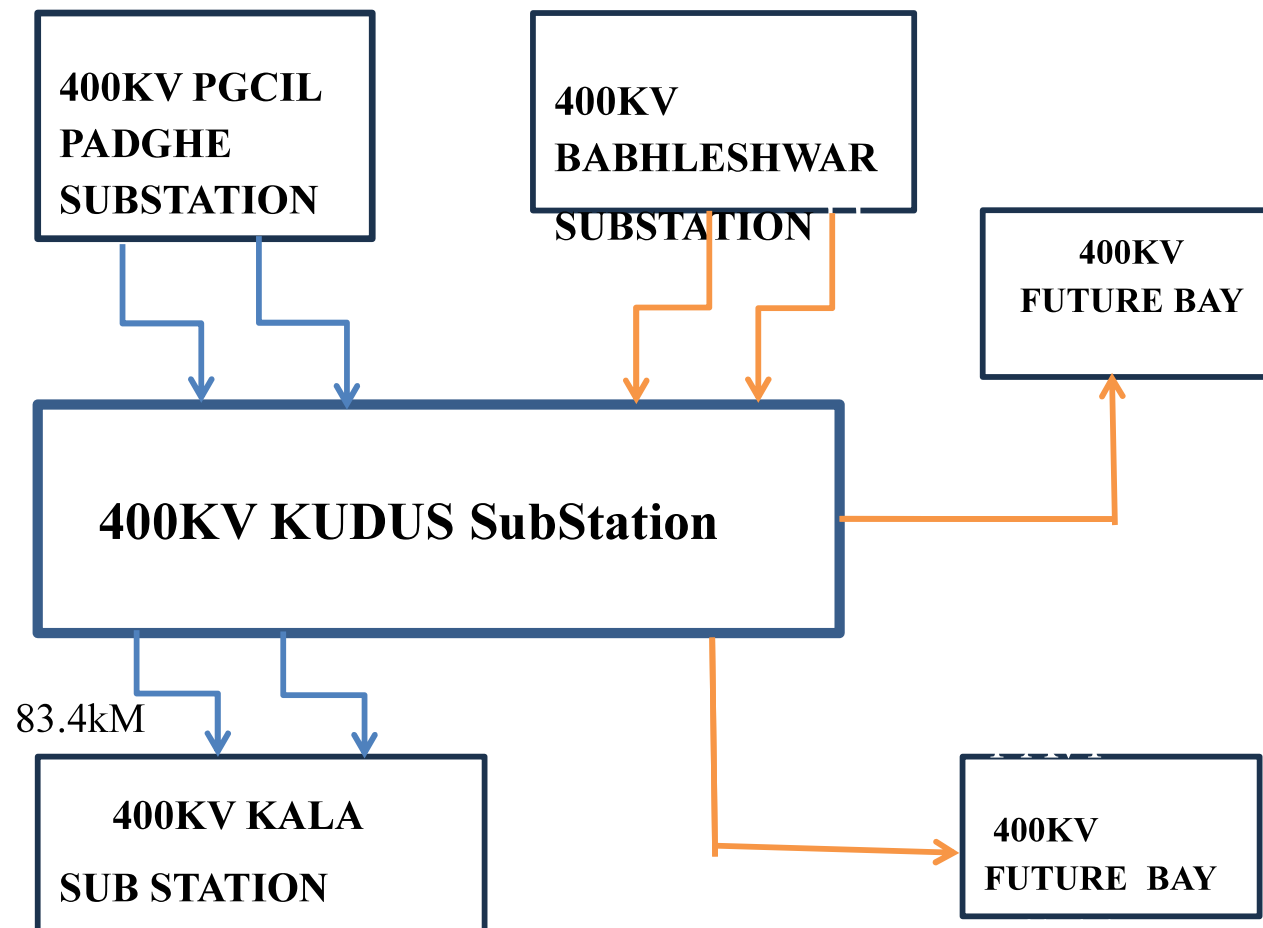 400KV PGCIL
PADGHE
SUBSTATION
400KV
BABHLESHWAR
SUBSTATION
400KV
FUTURE BAY
400KV KUDUS SubStation
83.4kM
400KV KALA
SUB STATION
400KV
FUTURE BAY